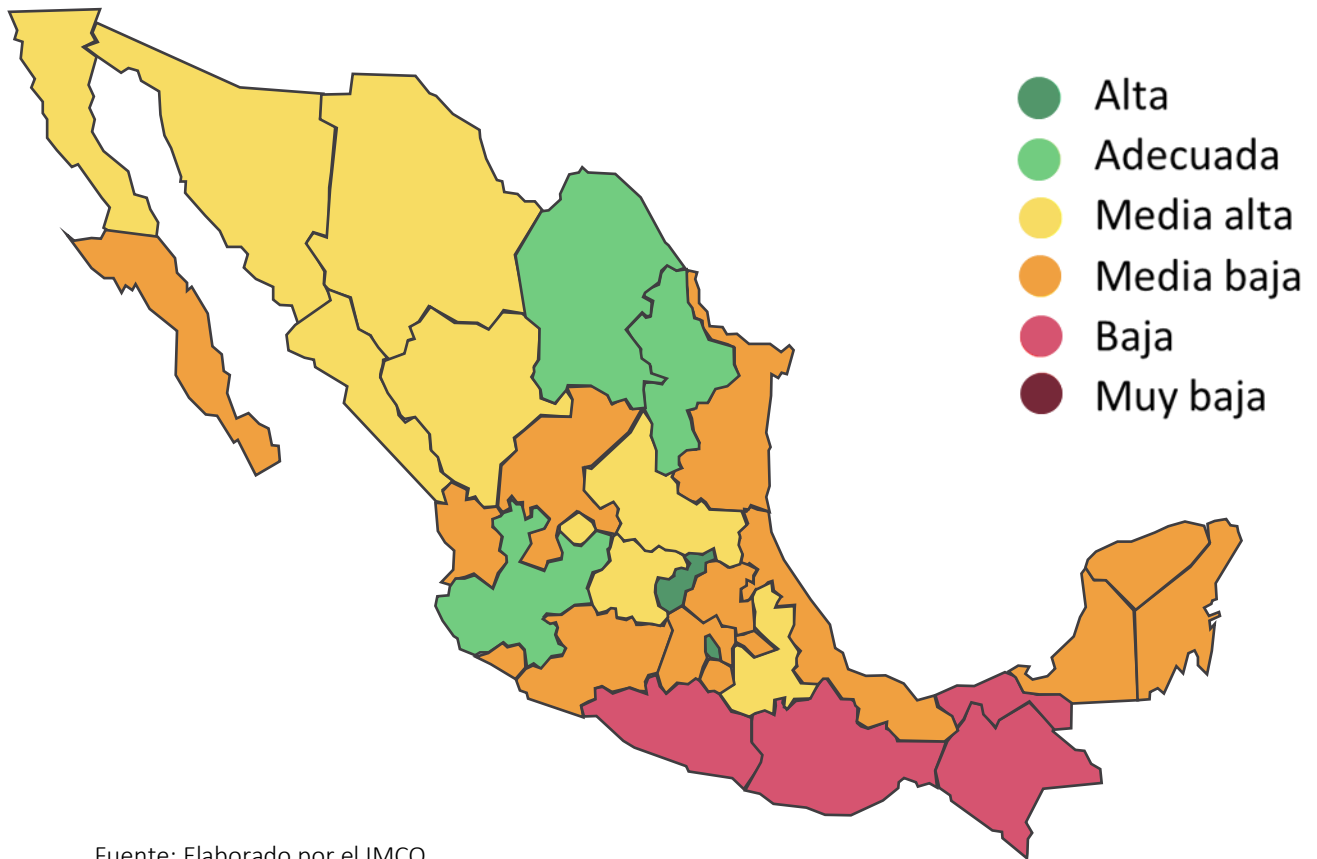 Alta
Adecuada
Media alta
Media baja
Baja
Muy baja
Fuente: Elaborado por el IMCO